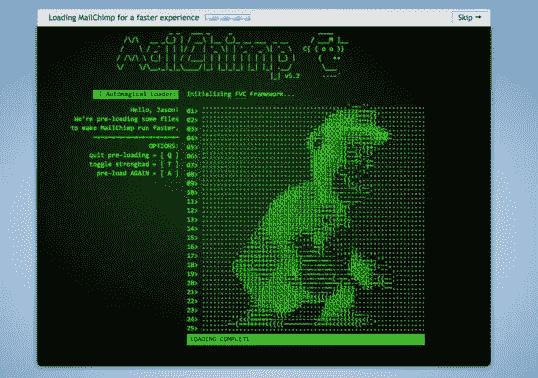 Loading MailChimp for a faster experience
Skip →
MailChimp
v5.2
Automagical Loader:
Initializing FVC Framework...
Hello, Jason!
We're pre-loading some files
to make MailChimp run faster.
OPTIONS:
quit pre-loading = [ Q ]
toggle strongbad = [ T ]
pre-load AGAIN = [ A ]
01>
02>
03>
04>
05>
06>
07>
08>
09>
10>
11>
12>
13>
14>
15>
16>
17>
18>
19>
20>
21>
22>
23>
24>
25>
LOADING COMPLETE